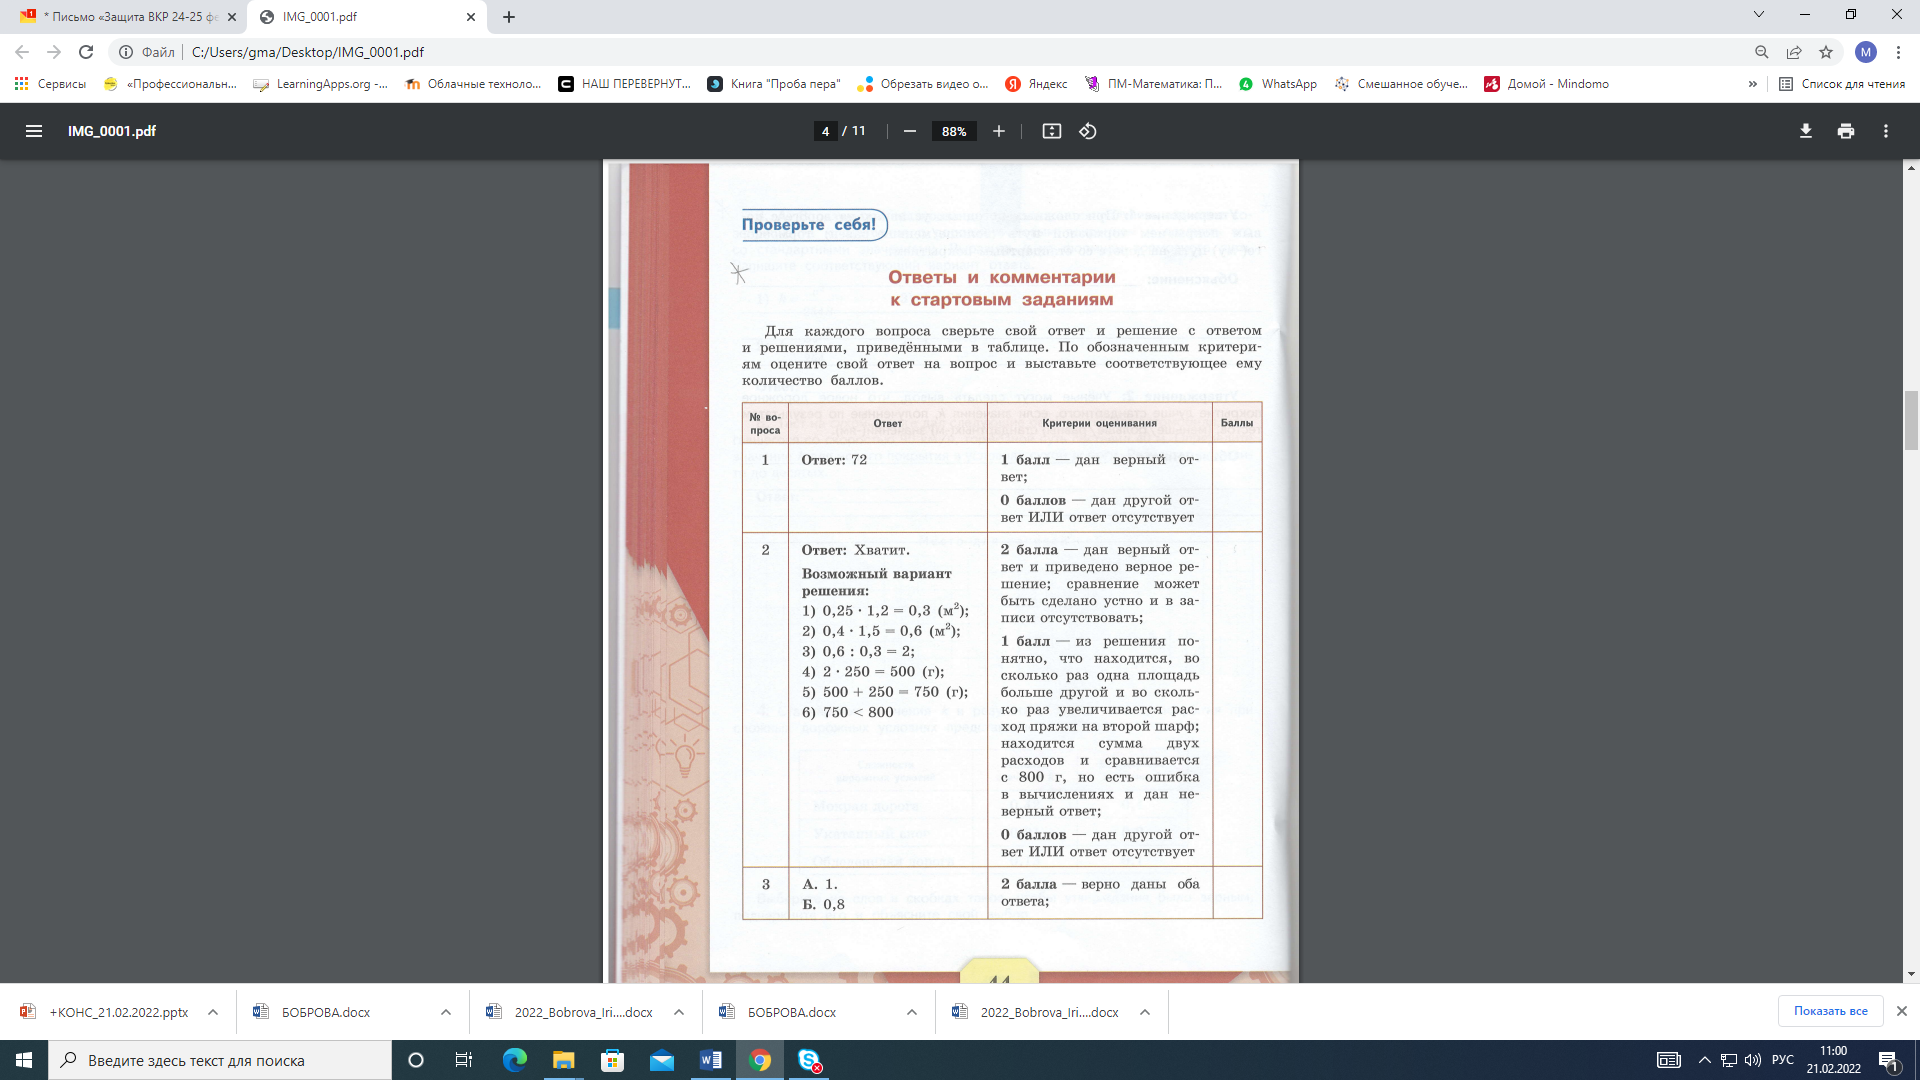 * Письмо «Защита ВКР 24-25 фе
IMG_0001.pdf
Файл
C:/Users/gma/Desktop/IMG_0001.pdf
M
Сервисы
«Профессиональн...
LearningApps.org -...
Облачные техноло...
НАШ ПЕРЕВЕРНУТ...
Книга "Проба пера"
Обрезать видео о...
Яндекс
ПМ-Математика: П...
WhatsApp
Смешанное обуче...
Домой - Mindomo
»
Список для чтения
IMG_0001.pdf
4 / 11
88%
Проверьте себя!
Ответы и комментарии
к стартовым заданиям
Для каждого вопроса сверьте свой ответ и решение с ответом
и решениями, приведёнными в таблице. По обозначенным критери-
ям оцените свой ответ на вопрос и выставьте соответствующее ему
количество баллов.
№ во-
проса
Ответ
Критерии оценивания
Баллы
1
Ответ: 72
1 балл — дан верный от-
вет;
0 баллов — дан другой от-
вет ИЛИ ответ отсутствует
2
Ответ: Хватит.
Возможный вариант
решения:
1) 0,25 · 1,2 = 0,3 (м²);
2) 0,4 · 1,5 = 0,6 (м²);
3) 0,6 : 0,3 = 2;
4) 2 · 250 = 500 (г);
5) 500 + 250 = 750 (г);
6) 750 < 800
2 балла — дан верный от-
вет и приведено верное ре-
шение; сравнение может
быть сделано устно и в за-
писи отсутствовать;
1 балл — из решения по-
нятно, что находится, во
сколько раз одна площадь
больше другой и во сколь-
ко раз увеличивается рас-
ход пряжи на второй шарф;
находится сумма двух
расходов и сравнивается
с 800 г, но есть ошибка
в вычислениях и дан не-
верный ответ;
0 баллов — дан другой от-
вет ИЛИ ответ отсутствует
3
А. 1.
Б. 0,8
2 балла — верно даны оба
ответа;
44
+КОНС_21.02.2022.pptx
БОБРОВА.docx
2022_Bobrova_Iri....docx
БОБРОВА.docx
2022_Bobrova_Iri....docx
Показать все
Введите здесь текст для поиска
РУС
11:00
21.02.2022
1